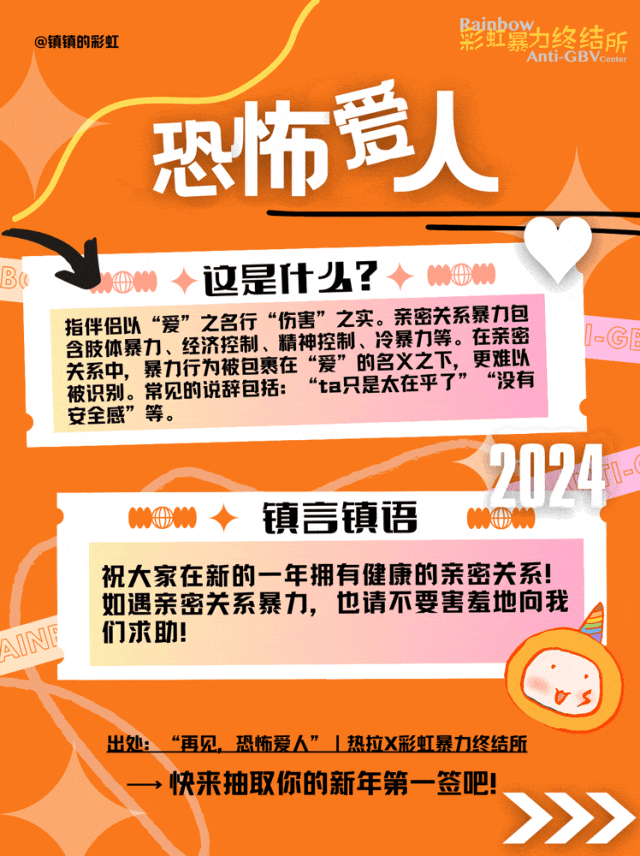 @镇镇的彩虹
Rainbow
彩虹暴力终结所
Anti-GBV Center
恐怖爱人
这是什么?
指伴侣以“爱”之名行“伤害”之实。亲密关系暴力包
含肢体暴力、经济控制、精神控制、冷暴力等。在亲密
关系中，暴力行为被包裹在“爱”的名义之下，更难以
被识别。常见的说辞包括：“ta只是太在乎了”“没有
安全感”等。
2024
镇言镇语
祝大家在新的一年拥有健康的亲密关系!
如遇亲密关系暴力，也请不要害羞地向我
们求助!
出处：“再见，恐怖爱人”丨热拉X彩虹暴力终结所
→快来抽取你的新年第一签吧!